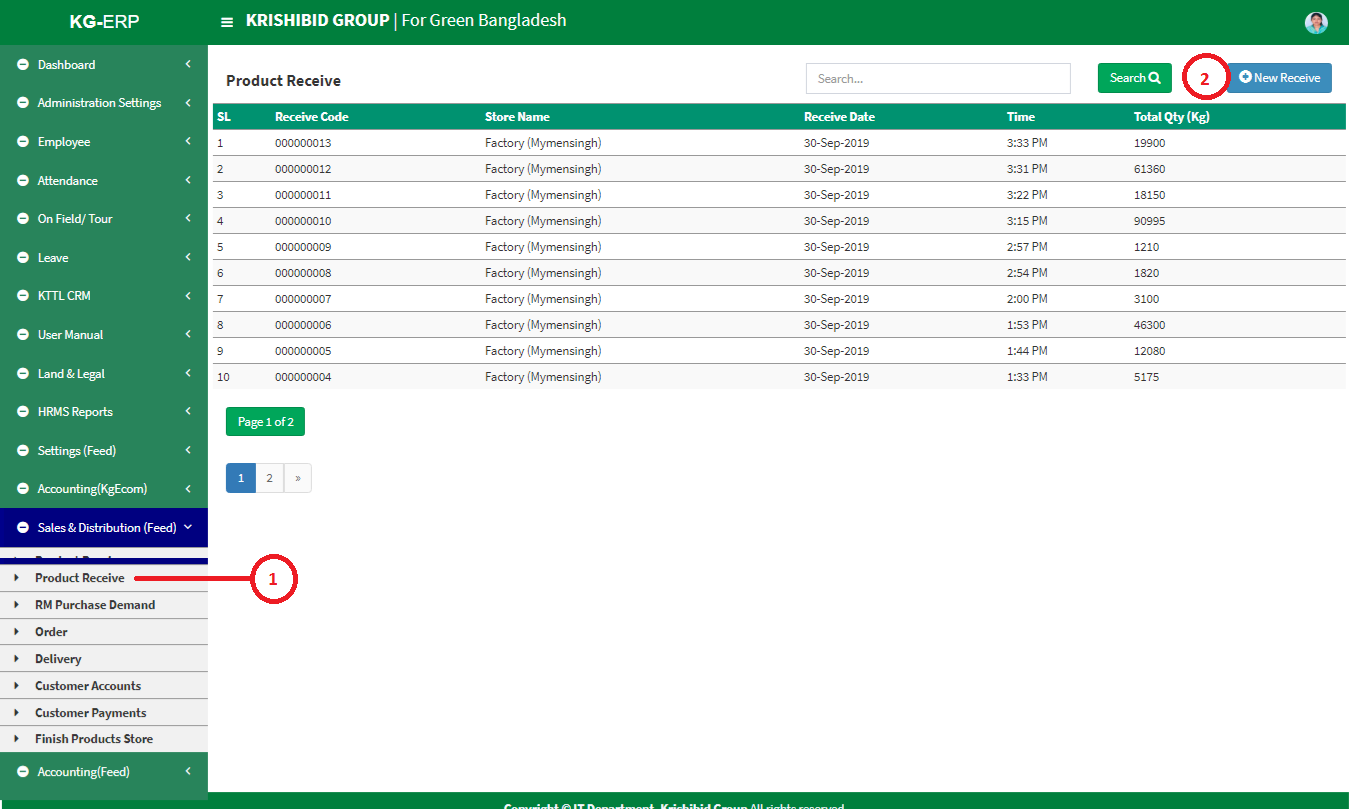 KG-ERP
KRISHIBID GROUP | For Green Bangladesh
Dashboard
Administration Settings
Employee
Attendance
On Field/ Tour
Leave
KTTL CRM
User Manual
Land & Legal
HRMS Reports
Settings (Feed)
Accounting(KgEcom)
Sales & Distribution (Feed)
Product Receive
RM Purchase Demand
Order
Delivery
Customer Accounts
Customer Payments
Finish Products Store
Accounting(Feed)
1
Product Receive
Search...
Search
2
New Receive
SL Receive Code Store Name Receive Date Time Total Qty (Kg)
1 000000013 Factory (Mymensingh) 30-Sep-2019 3:33 PM 19900
2 000000012 Factory (Mymensingh) 30-Sep-2019 3:31 PM 61360
3 000000011 Factory (Mymensingh) 30-Sep-2019 3:22 PM 18150
4 000000010 Factory (Mymensingh) 30-Sep-2019 3:15 PM 90995
5 000000009 Factory (Mymensingh) 30-Sep-2019 2:57 PM 1210
6 000000008 Factory (Mymensingh) 30-Sep-2019 2:54 PM 1820
7 000000007 Factory (Mymensingh) 30-Sep-2019 2:00 PM 3100
8 000000006 Factory (Mymensingh) 30-Sep-2019 1:53 PM 46300
9 000000005 Factory (Mymensingh) 30-Sep-2019 1:44 PM 12080
10 000000004 Factory (Mymensingh) 30-Sep-2019 1:33 PM 5175
Page 1 of 2
1 2 »
Copyright © IT Department, Krishibid Group All rights reserved